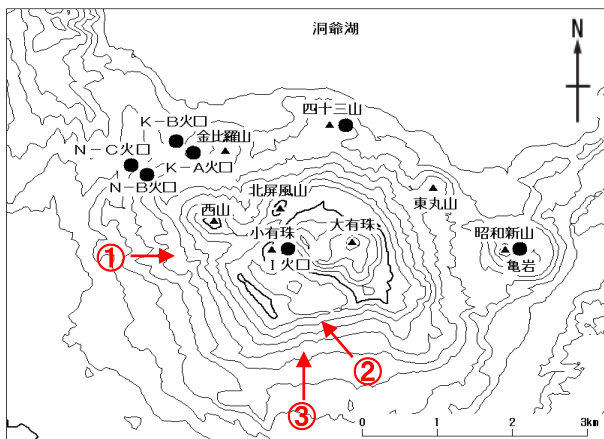 洞爺湖
N
四十三山
K－B火口
金比羅山
N－C火口
K－A火口
N－B火口
北屏風山
東丸山
西山
小有珠
大有珠
昭和新山
I火口
亀岩
①
②
③
0 1 2 3km